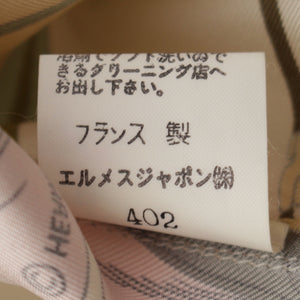 溶剤でソフト洗いので
きるクリーニング店へ
お出し下さい。
フランス 製
エルメスジャポン㈱
402
© HE